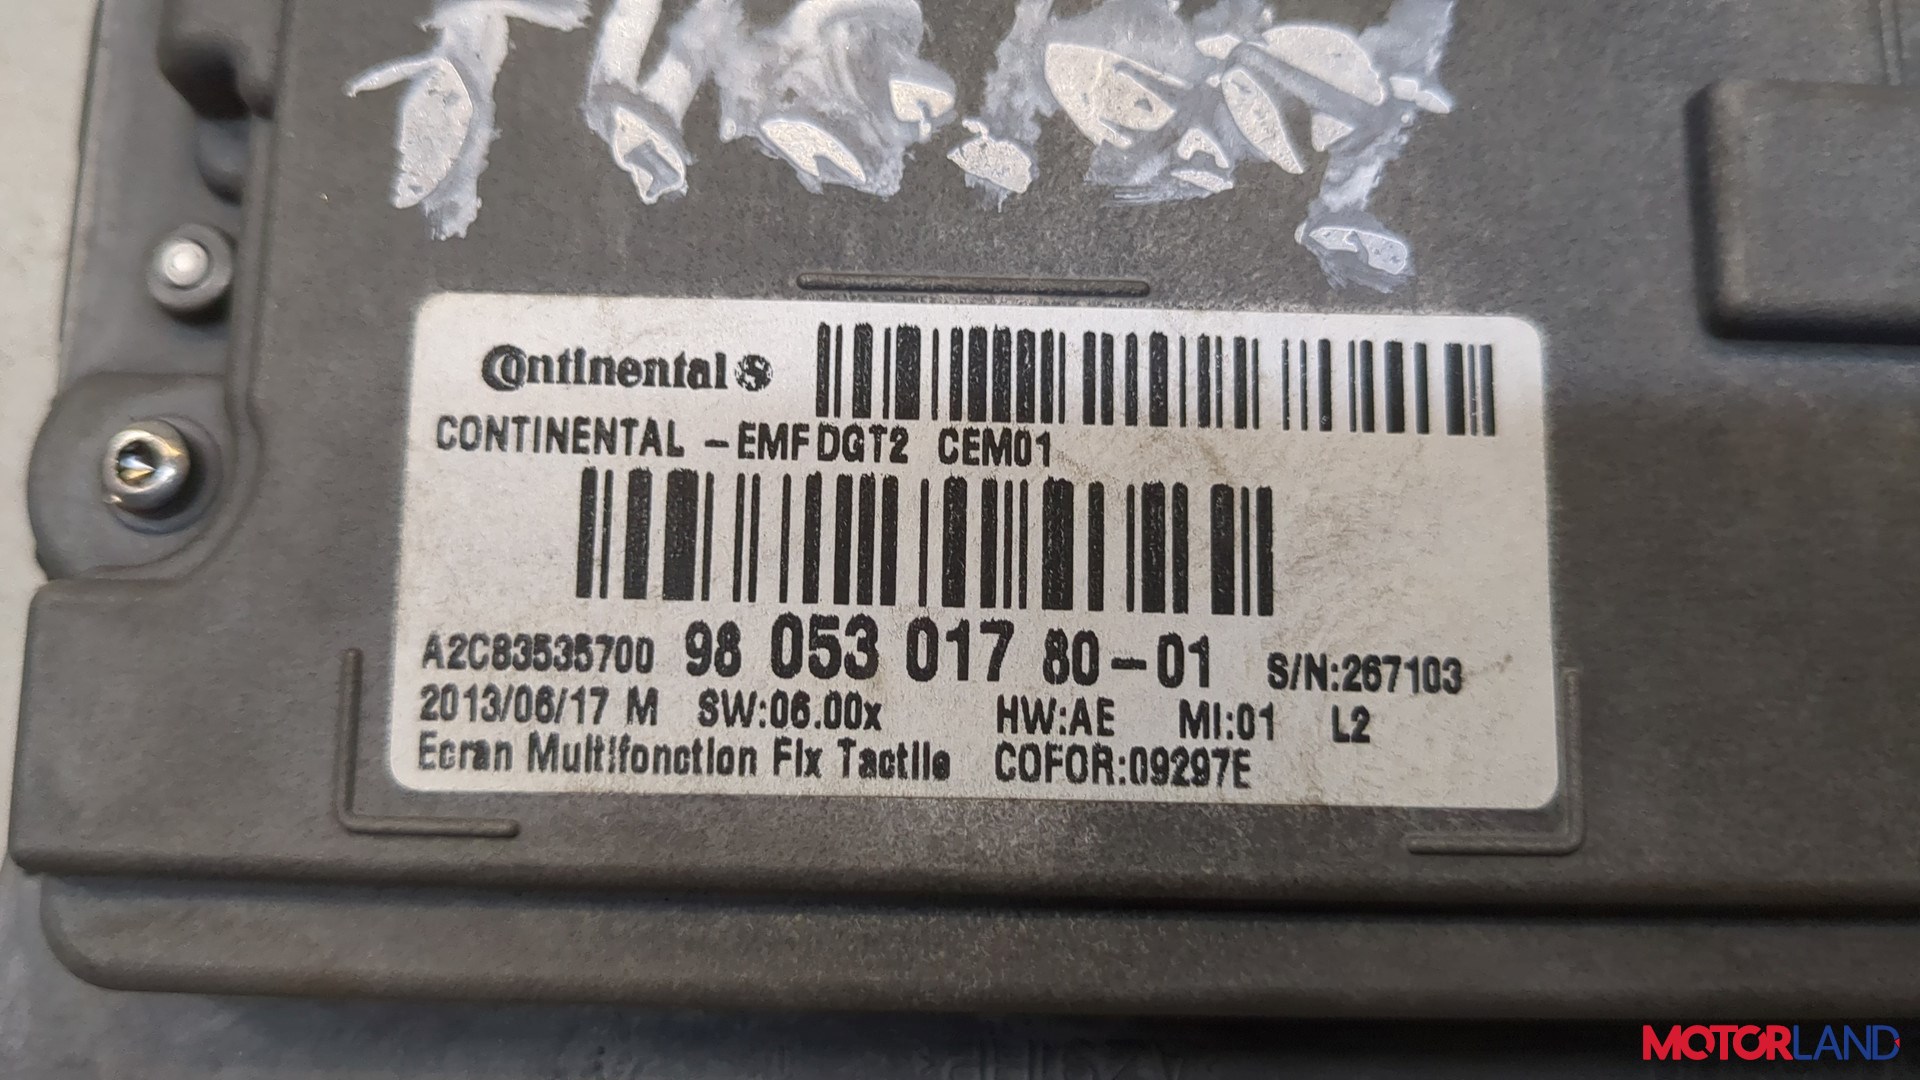 Continental
CONTINENTAL -EMFDGT2 CEM01
A2C83535700 98 053 017 80-01 S/N:267103
2013/06/17 M SW:06.00x HW:AE MI:01 L2
Ecran Multifonction Fix Tactile COFOR:09297E
MOTORLAND